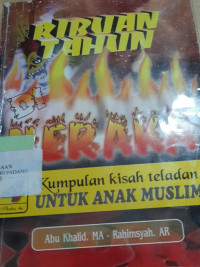 RIBUAN
TAHUN
NERAKA
Kumpulan kisah teladan
UNTUK ANAK MUSLIM
Abu Khalid. MA - Rahimsyah. AR